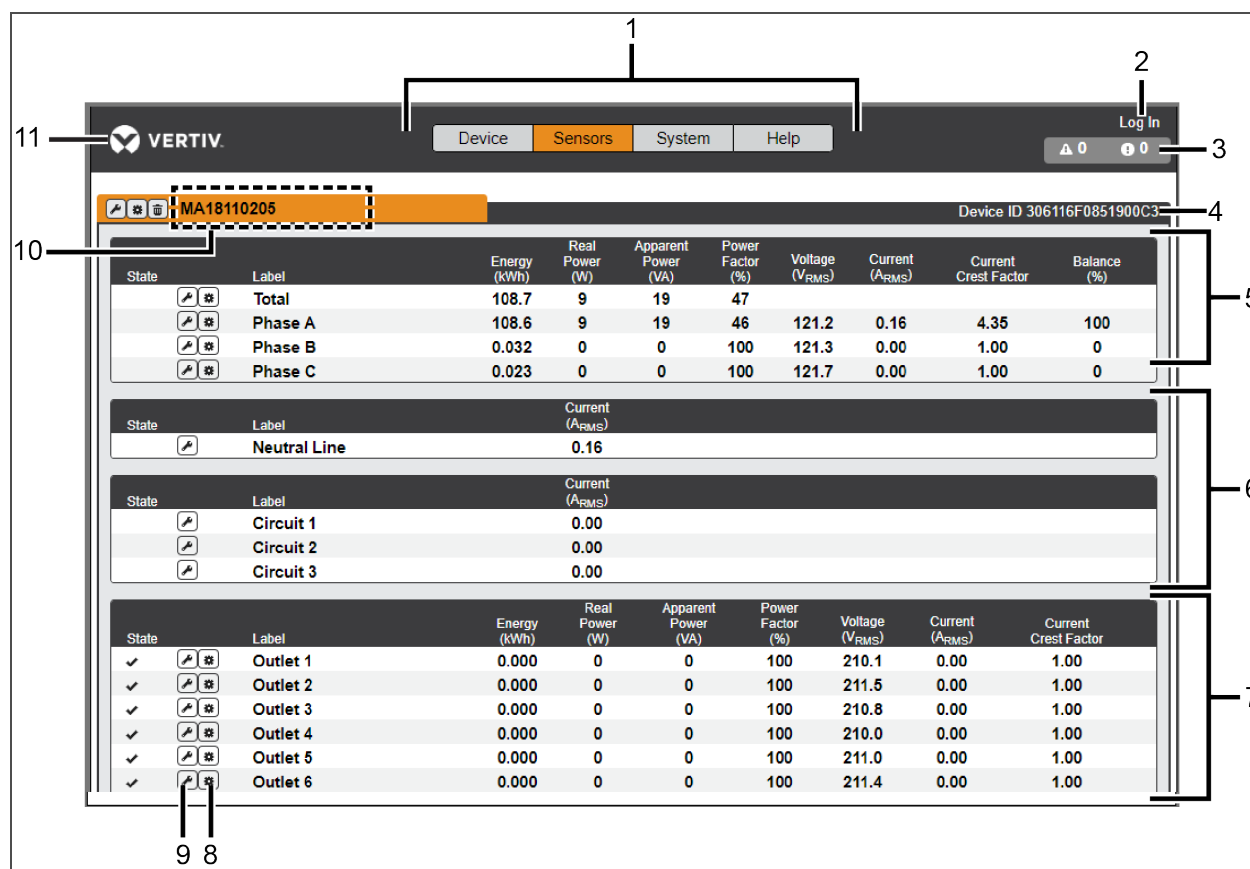 1
2
Log In
11 VERTIV. Device Sensors System Help 0 0 3
MA18110205 Device ID 306116F0851900C3 4
10
State Label Energy (kWh) Real Power (W) Apparent Power (VA) Power Factor (%) Voltage (VRMS) Current (ARMS) Current Crest Factor Balance (%)
Total 108.7 9 19 47
5
Phase A 108.6 9 19 46 121.2 0.16 4.35 100
Phase B 0.032 0 0 100 121.3 0.00 1.00 0
Phase C 0.023 0 0 100 121.7 0.00 1.00 0
State Label Current (ARMS)
Neutral Line 0.16
State Label Current (ARMS)
6
Circuit 1 0.00
Circuit 2 0.00
Circuit 3 0.00
State Label Energy (kWh) Real Power (W) Apparent Power (VA) Power Factor (%) Voltage (VRMS) Current (ARMS) Current Crest Factor
✓ Outlet 1 0.000 0 0 100 210.1 0.00 1.00
✓ Outlet 2 0.000 0 0 100 211.5 0.00 1.00
7
✓ Outlet 3 0.000 0 0 100 210.8 0.00 1.00
✓ Outlet 4 0.000 0 0 100 210.0 0.00 1.00
✓ Outlet 5 0.000 0 0 100 211.0 0.00 1.00
✓ Outlet 6 0.000 0 0 100 211.4 0.00 1.00
9 8